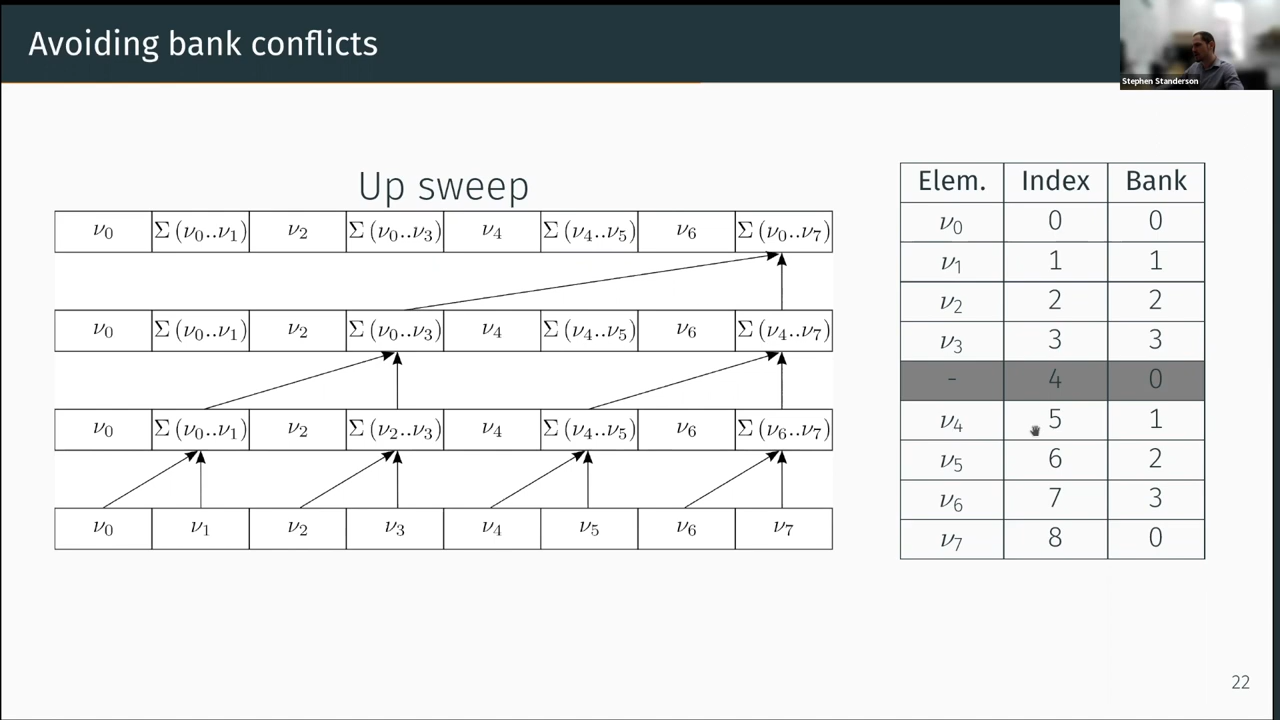 Avoiding bank conflicts
Stephen Standerson
Up sweep
ν0 Σ (ν0..ν1) ν2 Σ (ν0..ν3) ν4 Σ (ν4..ν5) ν6 Σ (ν0..ν7)
ν0 Σ (ν0..ν1) ν2 Σ (ν0..ν3) ν4 Σ (ν4..ν5) ν6 Σ (ν4..ν7)
ν0 Σ (ν0..ν1) ν2 Σ (ν2..ν3) ν4 Σ (ν4..ν5) ν6 Σ (ν6..ν7)
ν0 ν1 ν2 ν3 ν4 ν5 ν6 ν7
Elem. Index Bank
ν0 0 0
ν1 1 1
ν2 2 2
ν3 3 3
- 4 0
ν4 5 1
ν5 6 2
ν6 7 3
ν7 8 0
22